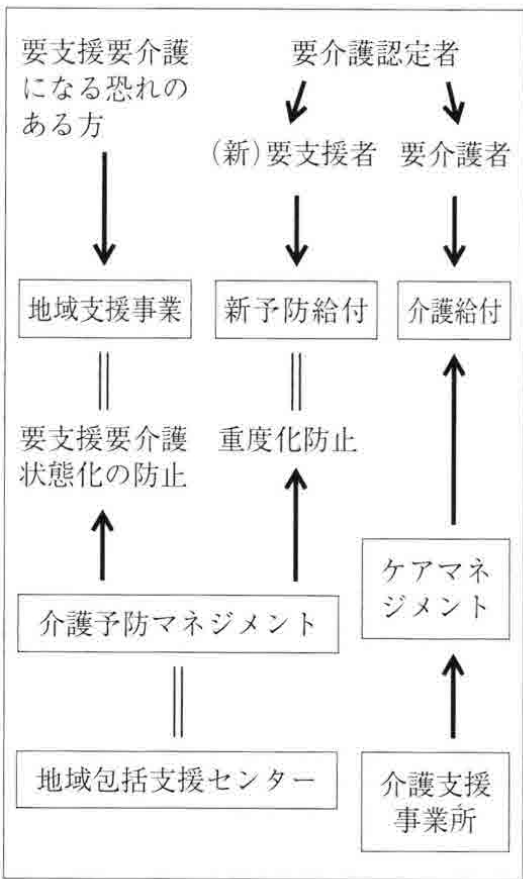 要支援要介護
になる恐れの
ある方
要介護認定者
(新)要支援者
要介護者
地域支援事業
新予防給付
介護給付
要支援要介護
状態化の防止
重度化防止
ケアマネ
ジメント
介護予防マネジメント
地域包括支援センター
介護支援
事業所